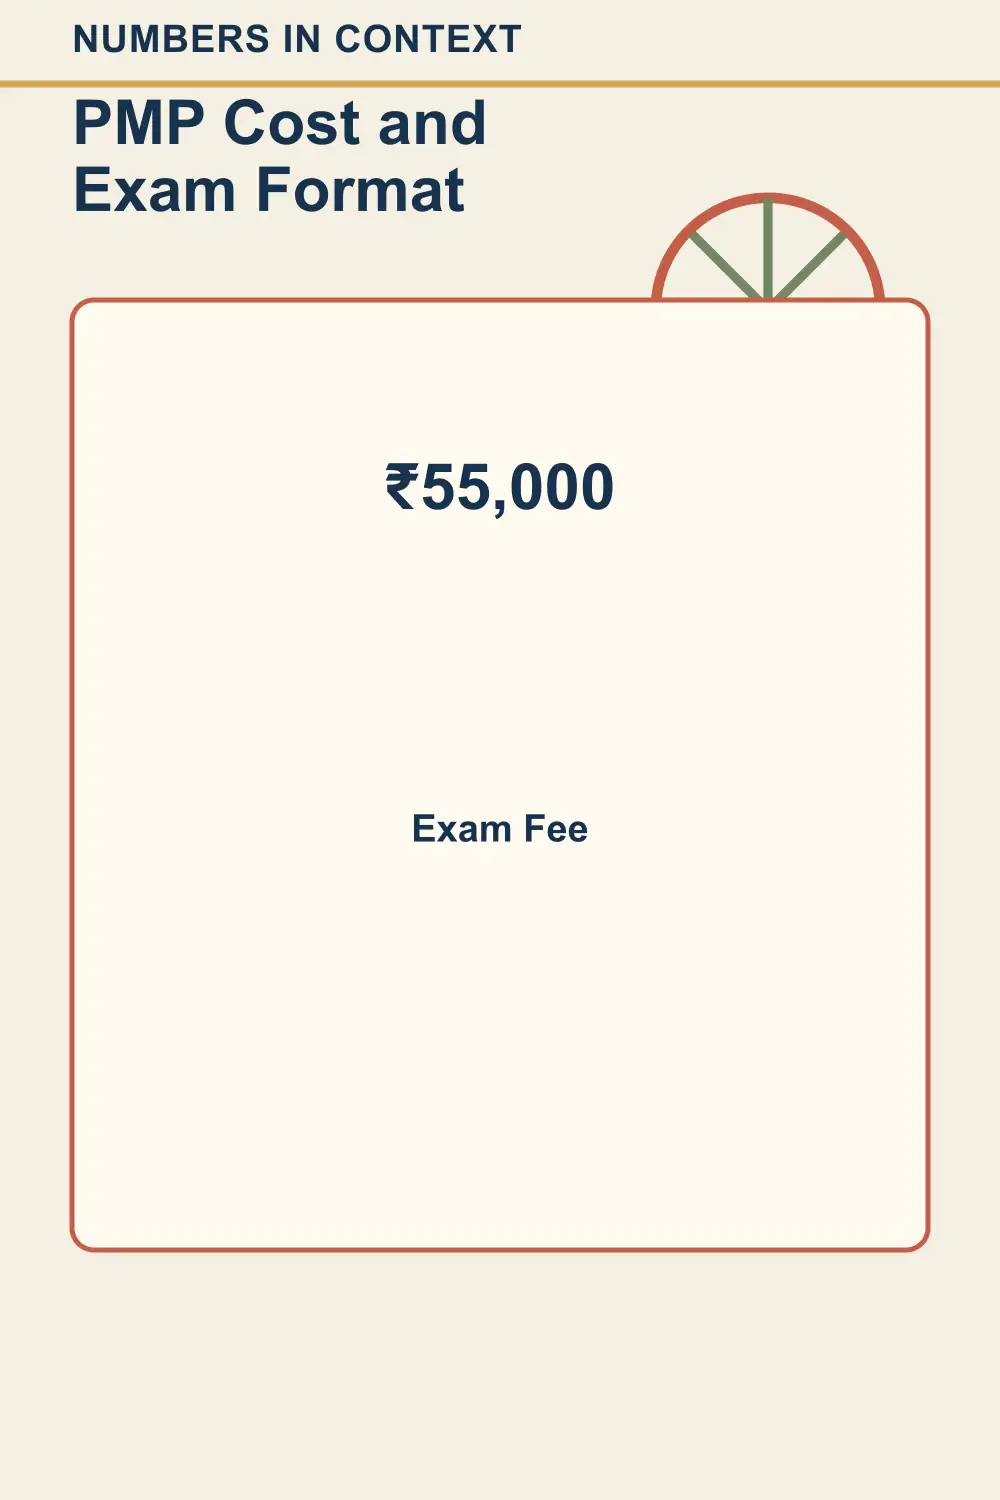 NUMBERS IN CONTEXT
PMP Cost and
Exam Format
₹55,000
Exam Fee